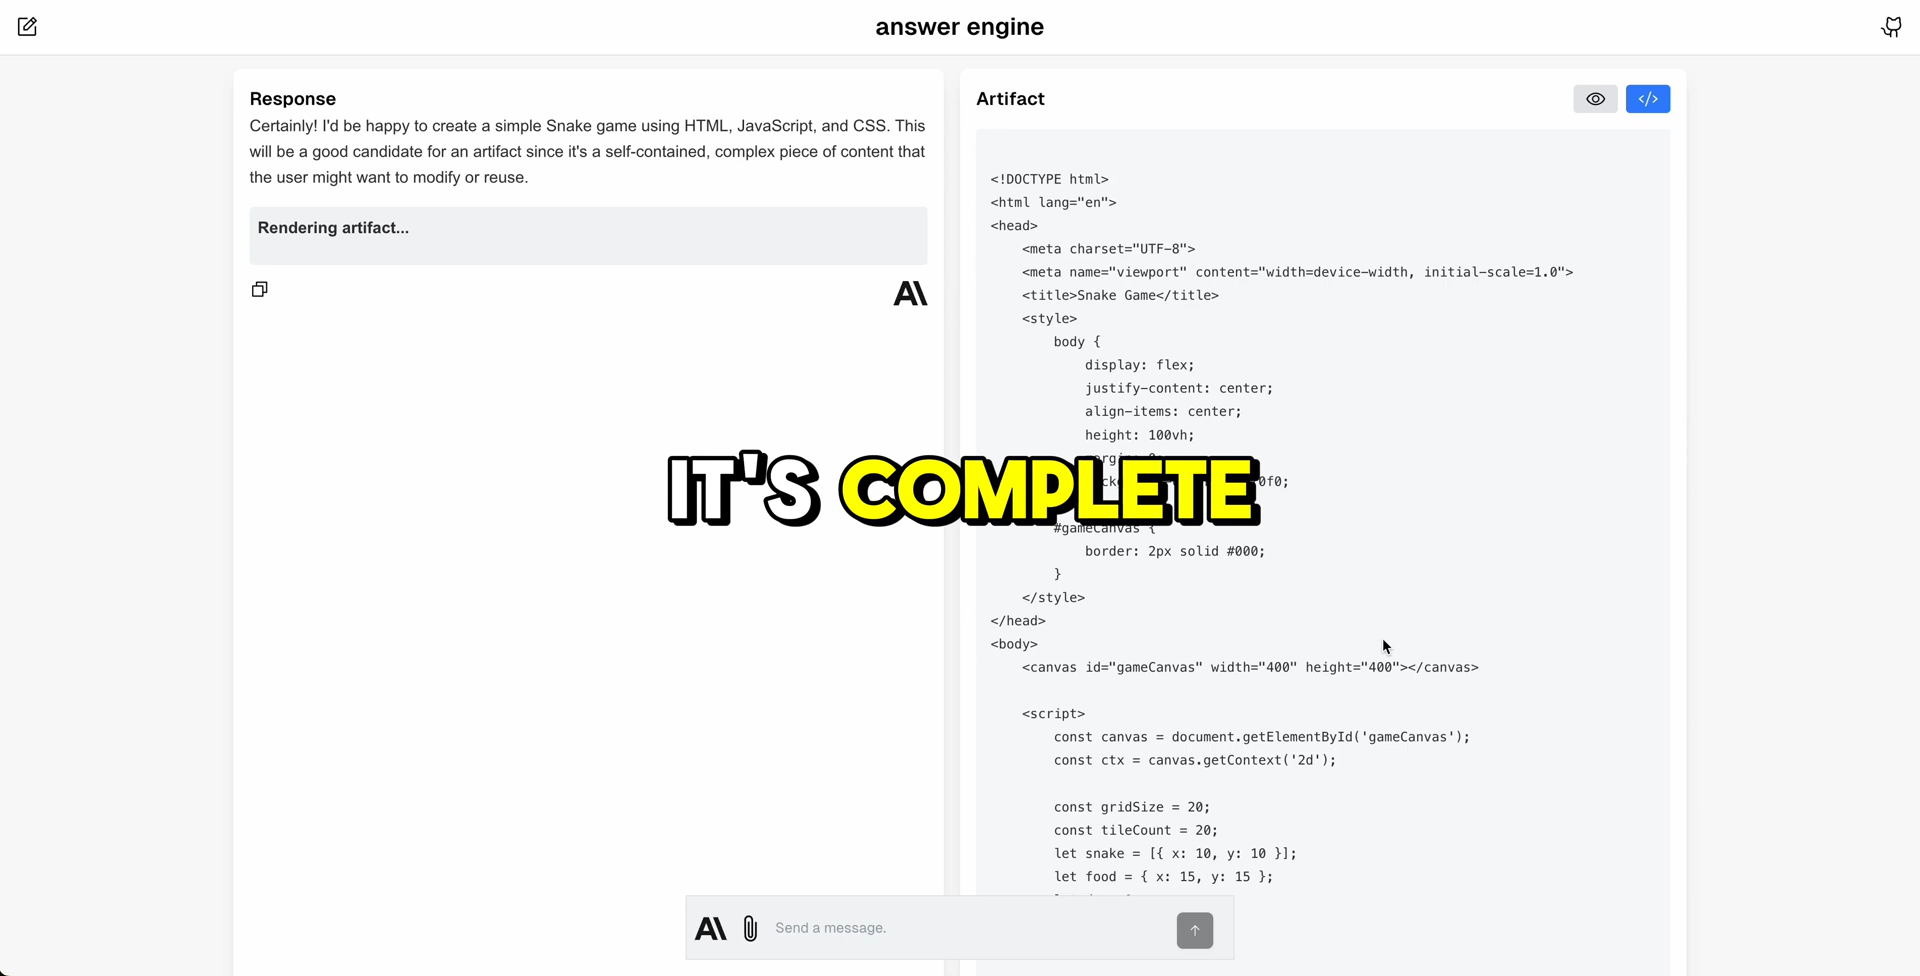 answer engine
Response
Certainly! I'd be happy to create a simple Snake game using HTML, JavaScript, and CSS. This
will be a good candidate for an artifact since it's a self-contained, complex piece of content that
the user might want to modify or reuse.
Rendering artifact...
Artifact
</>
<!DOCTYPE html>
<html lang="en">
<head>
    <meta charset="UTF-8">
    <meta name="viewport" content="width=device-width, initial-scale=1.0">
    <title>Snake Game</title>
    <style>
        body {
            display: flex;
            justify-content: center;
            align-items: center;
            height: 100vh;
IT'S COMPLETE
        #gameCanvas {
            border: 2px solid #000;
        }
    </style>
</head>
<body>
    <canvas id="gameCanvas" width="400" height="400"></canvas>
    <script>
        const canvas = document.getElementById('gameCanvas');
        const ctx = canvas.getContext('2d');
        const gridSize = 20;
        const tileCount = 20;
        let snake = [{ x: 10, y: 10 }];
        let food = { x: 15, y: 15 };
Send a message.